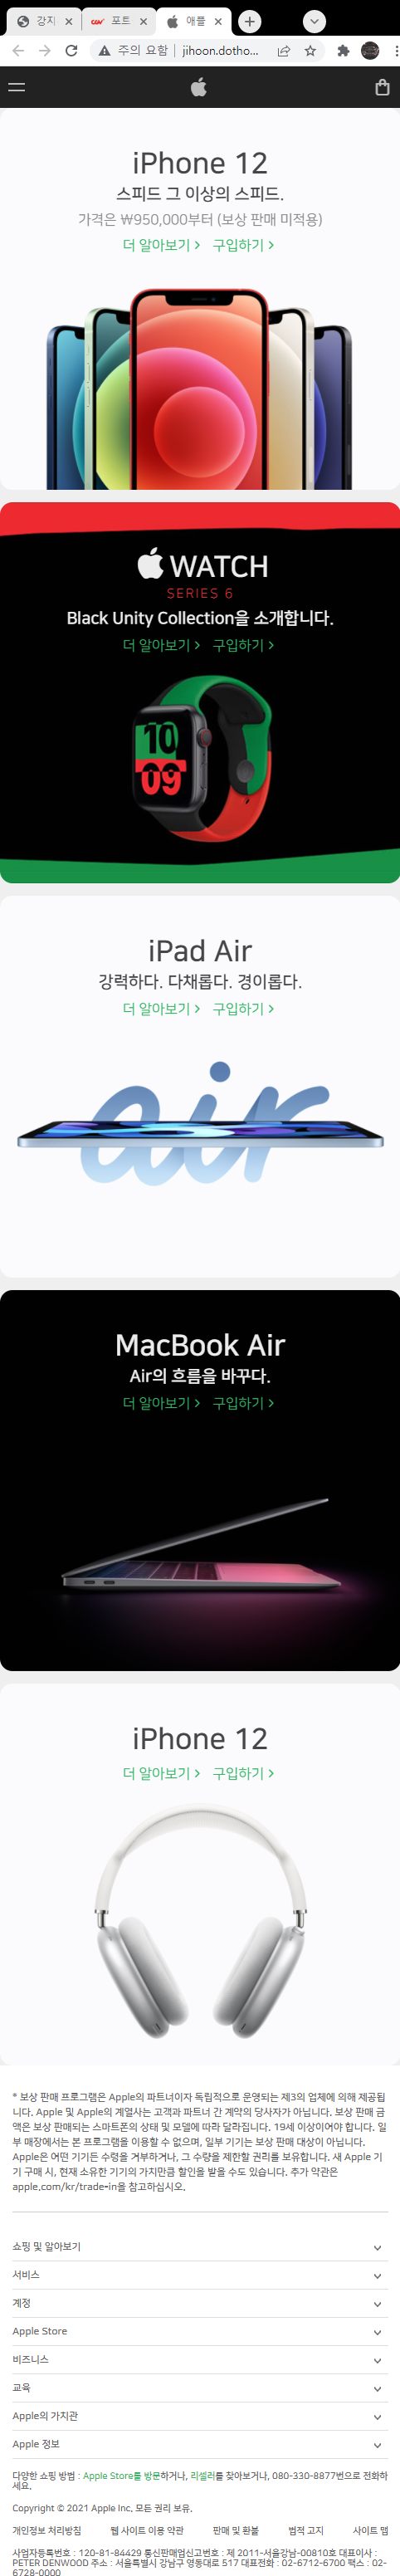 강지
포트
애플
주의 요함
jihoon.dotho...
iPhone 12
스피드 그 이상의 스피드.
가격은 ₩950,000부터 (보상 판매 미적용)
더 알아보기 > 구입하기 >
WATCH
SERIES 6
Black Unity Collection을 소개합니다.
더 알아보기 > 구입하기 >
10
09
iPad Air
강력하다. 다채롭다. 경이롭다.
더 알아보기 > 구입하기 >
air
MacBook Air
Air의 흐름을 바꾸다.
더 알아보기 > 구입하기 >
iPhone 12
더 알아보기 > 구입하기 >
* 보상 판매 프로그램은 Apple의 파트너이자 독립적으로 운영되는 제3의 업체에 의해 제공됩
니다. Apple 및 Apple의 계열사는 고객과 파트너 간 계약의 당사자가 아닙니다. 보상 판매 금
액은 보상 판매되는 스마트폰의 상태 및 모델에 따라 달라집니다. 19세 이상이어야 합니다. 일
부 매장에서는 본 프로그램을 이용할 수 없으며, 일부 기기는 보상 판매 대상이 아닙니다.
Apple은 어떤 기기든 수령을 거부하거나, 그 수량을 제한할 권리를 보유합니다. 새 Apple 기
기 구매 시, 현재 소유한 기기의 가치만큼 할인을 받을 수도 있습니다. 추가 약관은
apple.com/kr/trade-in을 참고하십시오.
쇼핑 및 알아보기
서비스
계정
Apple Store
비즈니스
교육
Apple의 가치관
Apple 정보
다양한 쇼핑 방법 : Apple Store를 방문하거나, 리셀러를 찾아보거나, 080-330-8877번으로 전화하
세요.
Copyright © 2021 Apple Inc. 모든 권리 보유.
개인정보 처리방침 웹 사이트 이용 약관 판매 및 환불 법적 고지 사이트 맵
사업자등록번호 : 120-81-84429 통신판매업신고번호 : 제 2011-서울강남-00810호 대표이사 :
PETER DENWOOD 주소 : 서울특별시 강남구 영동대로 517 대표전화 : 02-6712-6700 팩스 : 02-
6728-0000